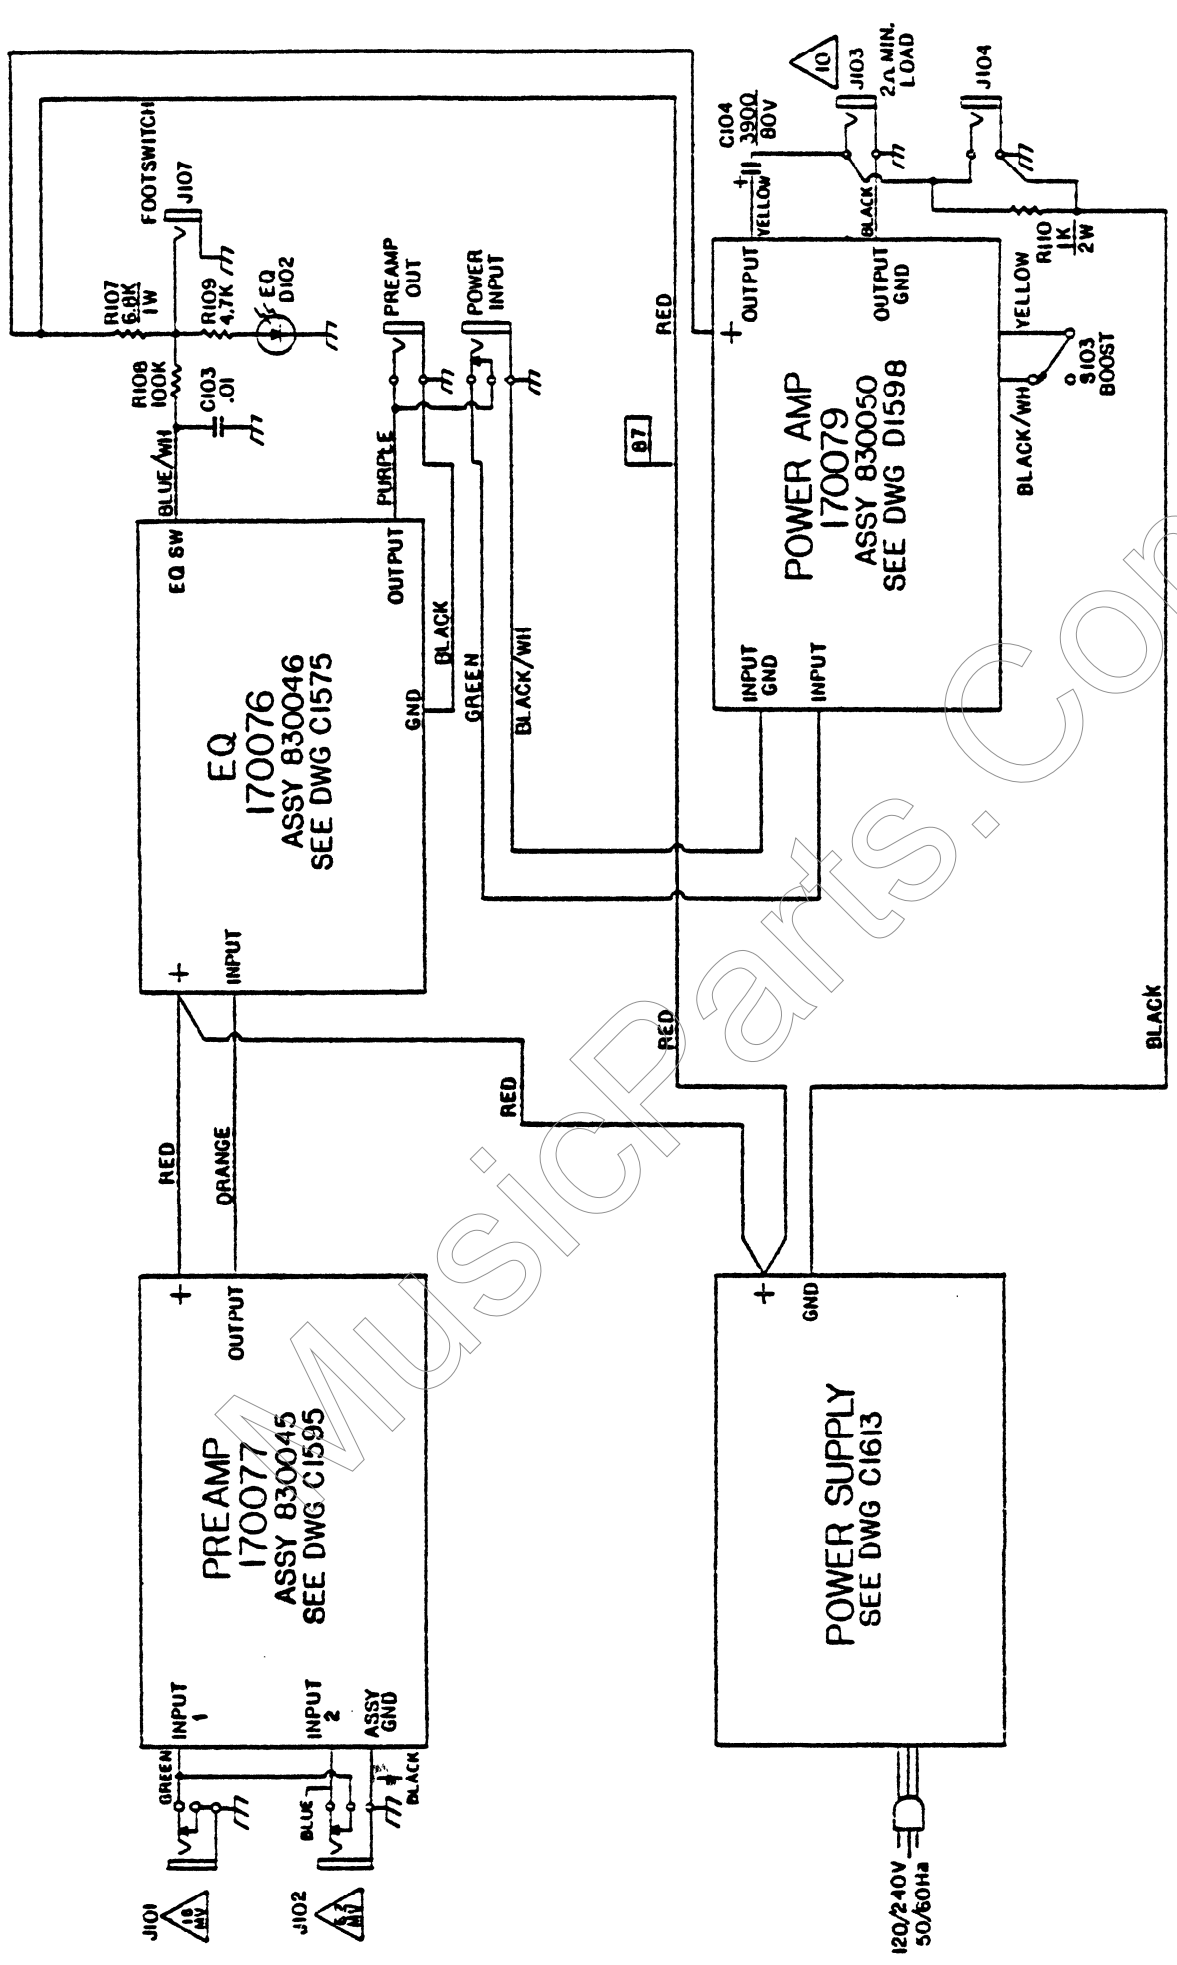 J101
18
MV
GREEN
INPUT
1
J102
MV
BLUE
INPUT
2
ASSY
GND
BLACK
PREAMP
170077
ASSY 830045
SEE DWG C1595
+
OUTPUT
RED
ORANGE
+
INPUT
EQ
170076
ASSY 830046
SEE DWG C1575
EQ SW
OUTPUT
GND
BLUE/WH
R108
100K
C103
.01
R107
6.8K
1W
R109
4.7K
EQ
D102
FOOTSWITCH
J107
PURPLE
PREAMP
OUT
POWER
INPUT
BLACK
GREEN
BLACK/WH
RED
RED
RED
87
120/240V
50/60Hz
POWER SUPPLY
SEE DWG C1613
+
GND
BLACK
INPUT
GND
INPUT
POWER AMP
170079
ASSY 830050
SEE DWG D1598
+
OUTPUT
OUTPUT
GND
YELLOW
BLACK
+
C104
3900
80V
10
J103
2Ω MIN.
LOAD
J104
R110
1K
2W
YELLOW
BLACK/WH
S103
BOOST
MusicParts.Com